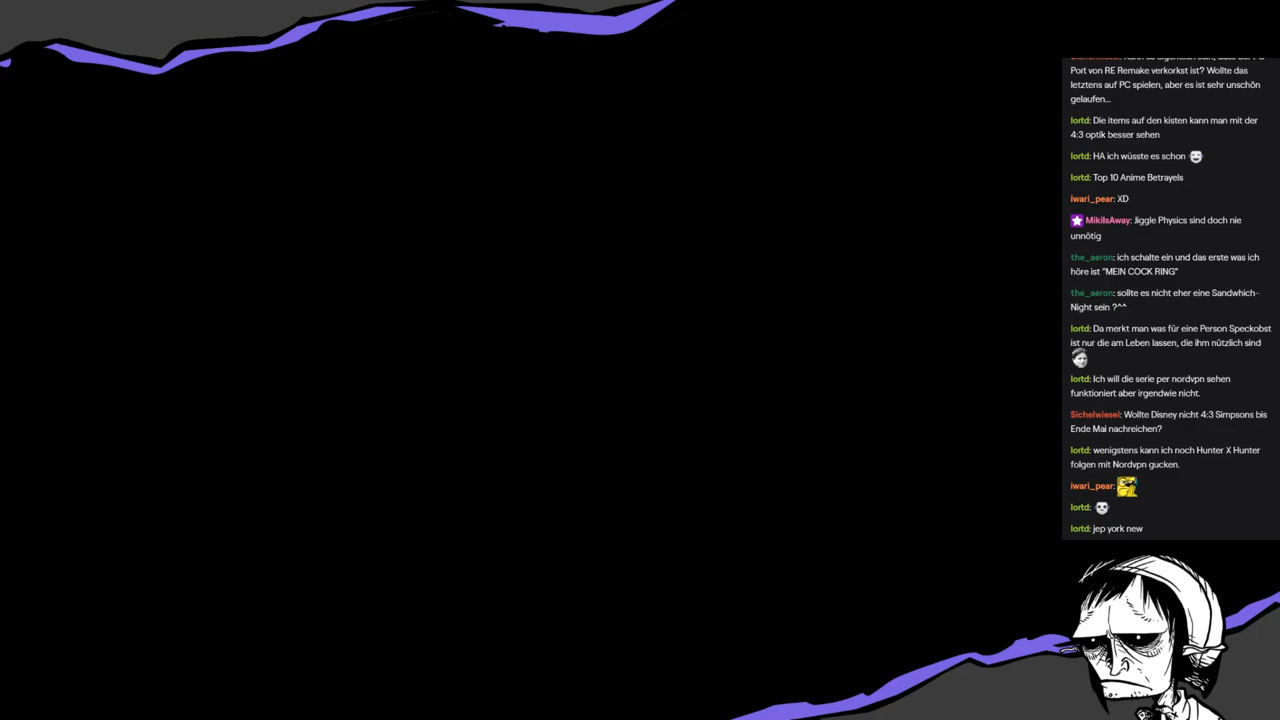 Port von RE Remake verkorkst ist? Wollte das
letztens auf PC spielen, aber es ist sehr unschön
gelaufen...
lortd: Die items auf den kisten kann man mit der
4:3 optik besser sehen
lortd: HA ich wüsste es schon
lortd: Top 10 Anime Betrayels
iwari_pear: XD
MikiIsAway: Jiggle Physics sind doch nie
unnötig
the_aeron: ich schalte ein und das erste was ich
höre ist "MEIN COCK RING"
the_aeron: sollte es nicht eher eine Sandwhich-
Night sein ?^^
lortd: Da merkt man was für eine Person Speckobst
ist nur die am Leben lassen, die ihm nützlich sind
lortd: Ich will die serie per nordvpn sehen
funktioniert aber irgendwie nicht.
Sichelwiesel: Wollte Disney nicht 4:3 Simpsons bis
Ende Mai nachreichen?
lortd: wenigstens kann ich noch Hunter X Hunter
folgen mit Nordvpn gucken.
iwari_pear:
lortd:
lortd: jep york new